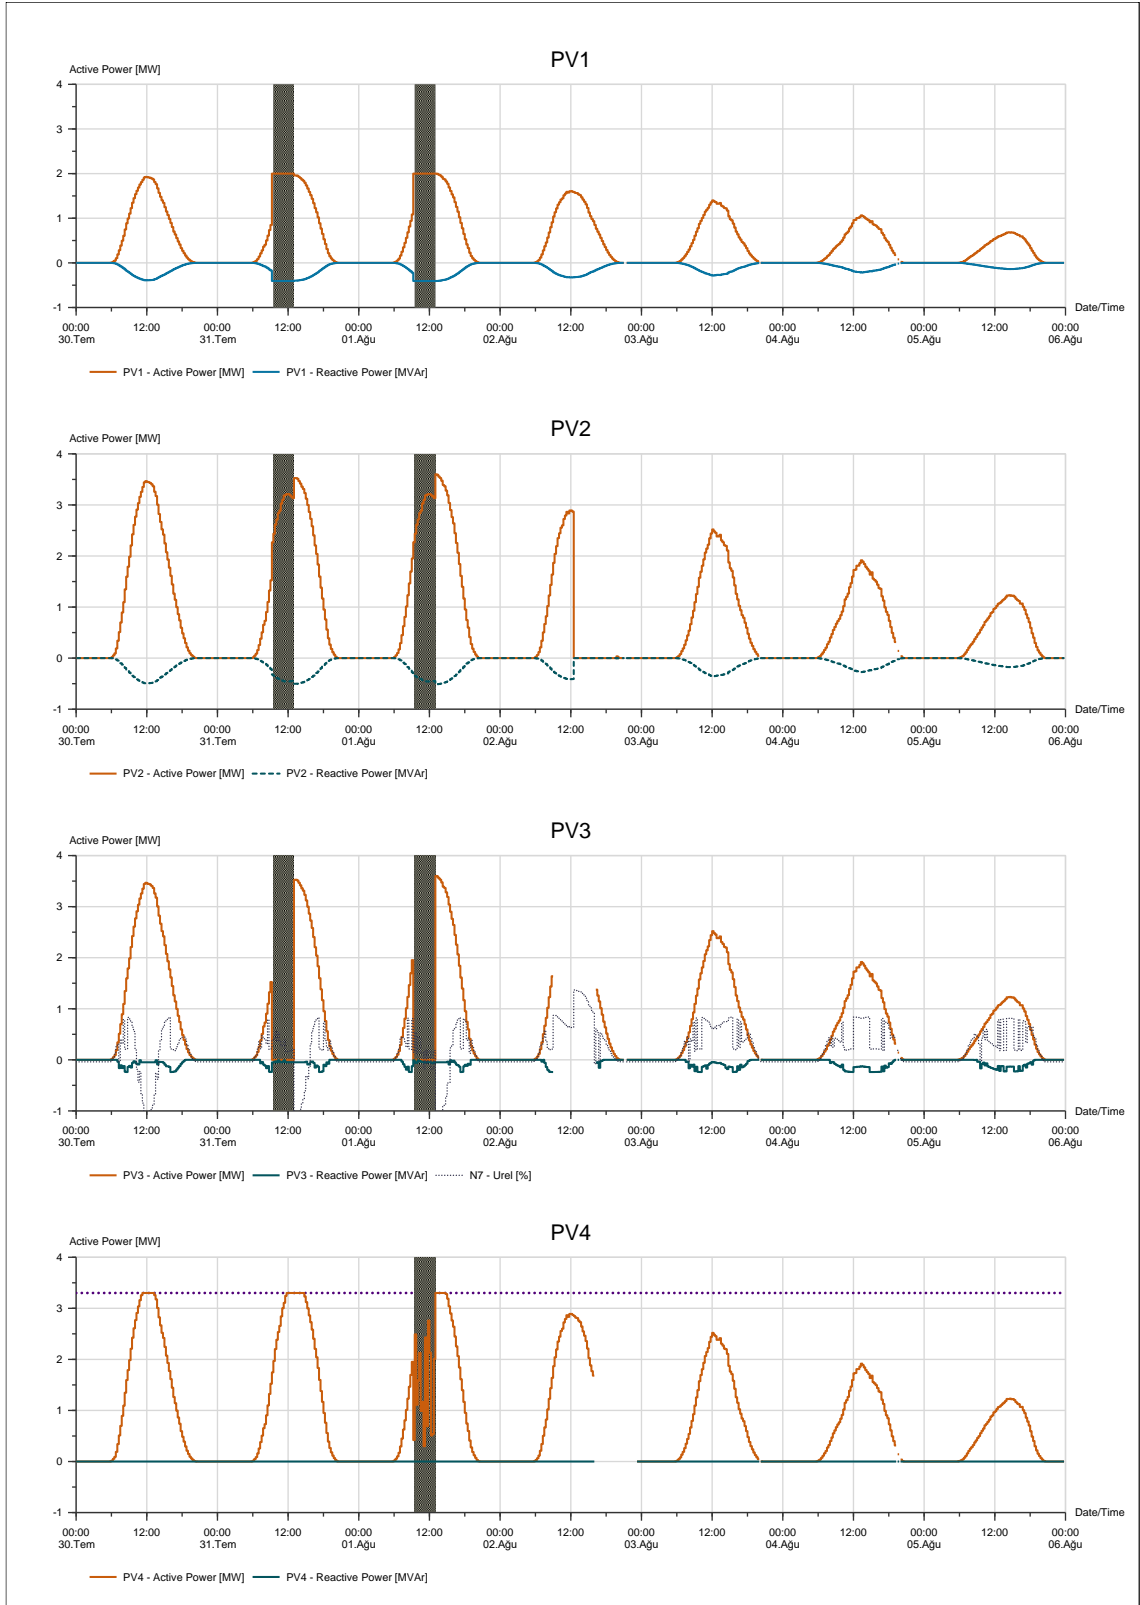 PV1
Active Power [MW]
4
3
2
1
0
-1
Date/Time
00:00 12:00 00:00 12:00 00:00 12:00 00:00 12:00 00:00 12:00 00:00 12:00 00:00 12:00 00:00
30.Tem 31.Tem 01.Ağu 02.Ağu 03.Ağu 04.Ağu 05.Ağu 06.Ağu
PV1 - Active Power [MW] PV1 - Reactive Power [MVAr]
PV2
Active Power [MW]
4
3
2
1
0
-1
Date/Time
00:00 12:00 00:00 12:00 00:00 12:00 00:00 12:00 00:00 12:00 00:00 12:00 00:00 12:00 00:00
30.Tem 31.Tem 01.Ağu 02.Ağu 03.Ağu 04.Ağu 05.Ağu 06.Ağu
PV2 - Active Power [MW] PV2 - Reactive Power [MVAr]
PV3
Active Power [MW]
4
3
2
1
0
-1
Date/Time
00:00 12:00 00:00 12:00 00:00 12:00 00:00 12:00 00:00 12:00 00:00 12:00 00:00 12:00 00:00
30.Tem 31.Tem 01.Ağu 02.Ağu 03.Ağu 04.Ağu 05.Ağu 06.Ağu
PV3 - Active Power [MW] PV3 - Reactive Power [MVAr] N7 - Urel [%]
PV4
Active Power [MW]
4
3
2
1
0
-1
Date/Time
00:00 12:00 00:00 12:00 00:00 12:00 00:00 12:00 00:00 12:00 00:00 12:00 00:00 12:00 00:00
30.Tem 31.Tem 01.Ağu 02.Ağu 03.Ağu 04.Ağu 05.Ağu 06.Ağu
PV4 - Active Power [MW] PV4 - Reactive Power [MVAr]